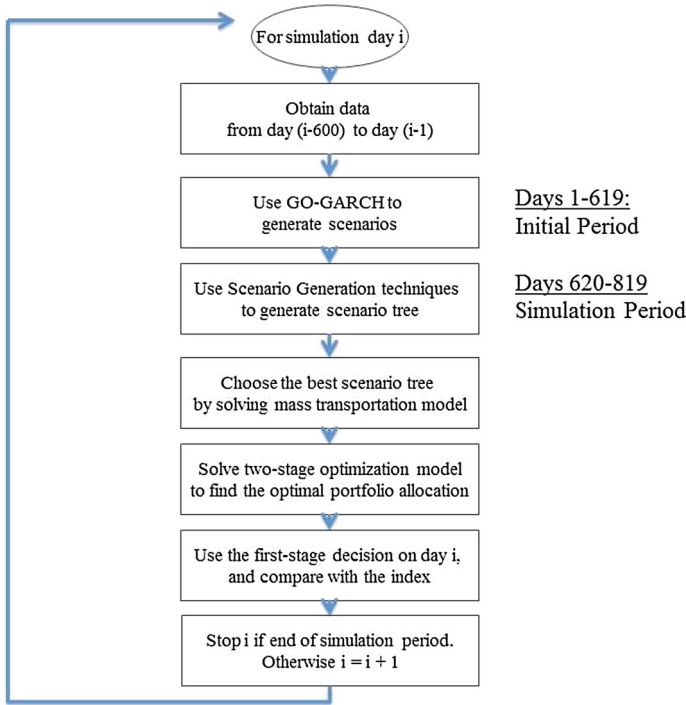 For simulation day i
Obtain data
from day (i-600) to day (i-1)
Use GO-GARCH to
generate scenarios
Days 1-619:
Initial Period
Use Scenario Generation techniques
to generate scenario tree
Days 620-819
Simulation Period
Choose the best scenario tree
by solving mass transportation model
Solve two-stage optimization model
to find the optimal portfolio allocation
Use the first-stage decision on day i,
and compare with the index
Stop i if end of simulation period.
Otherwise i = i + 1